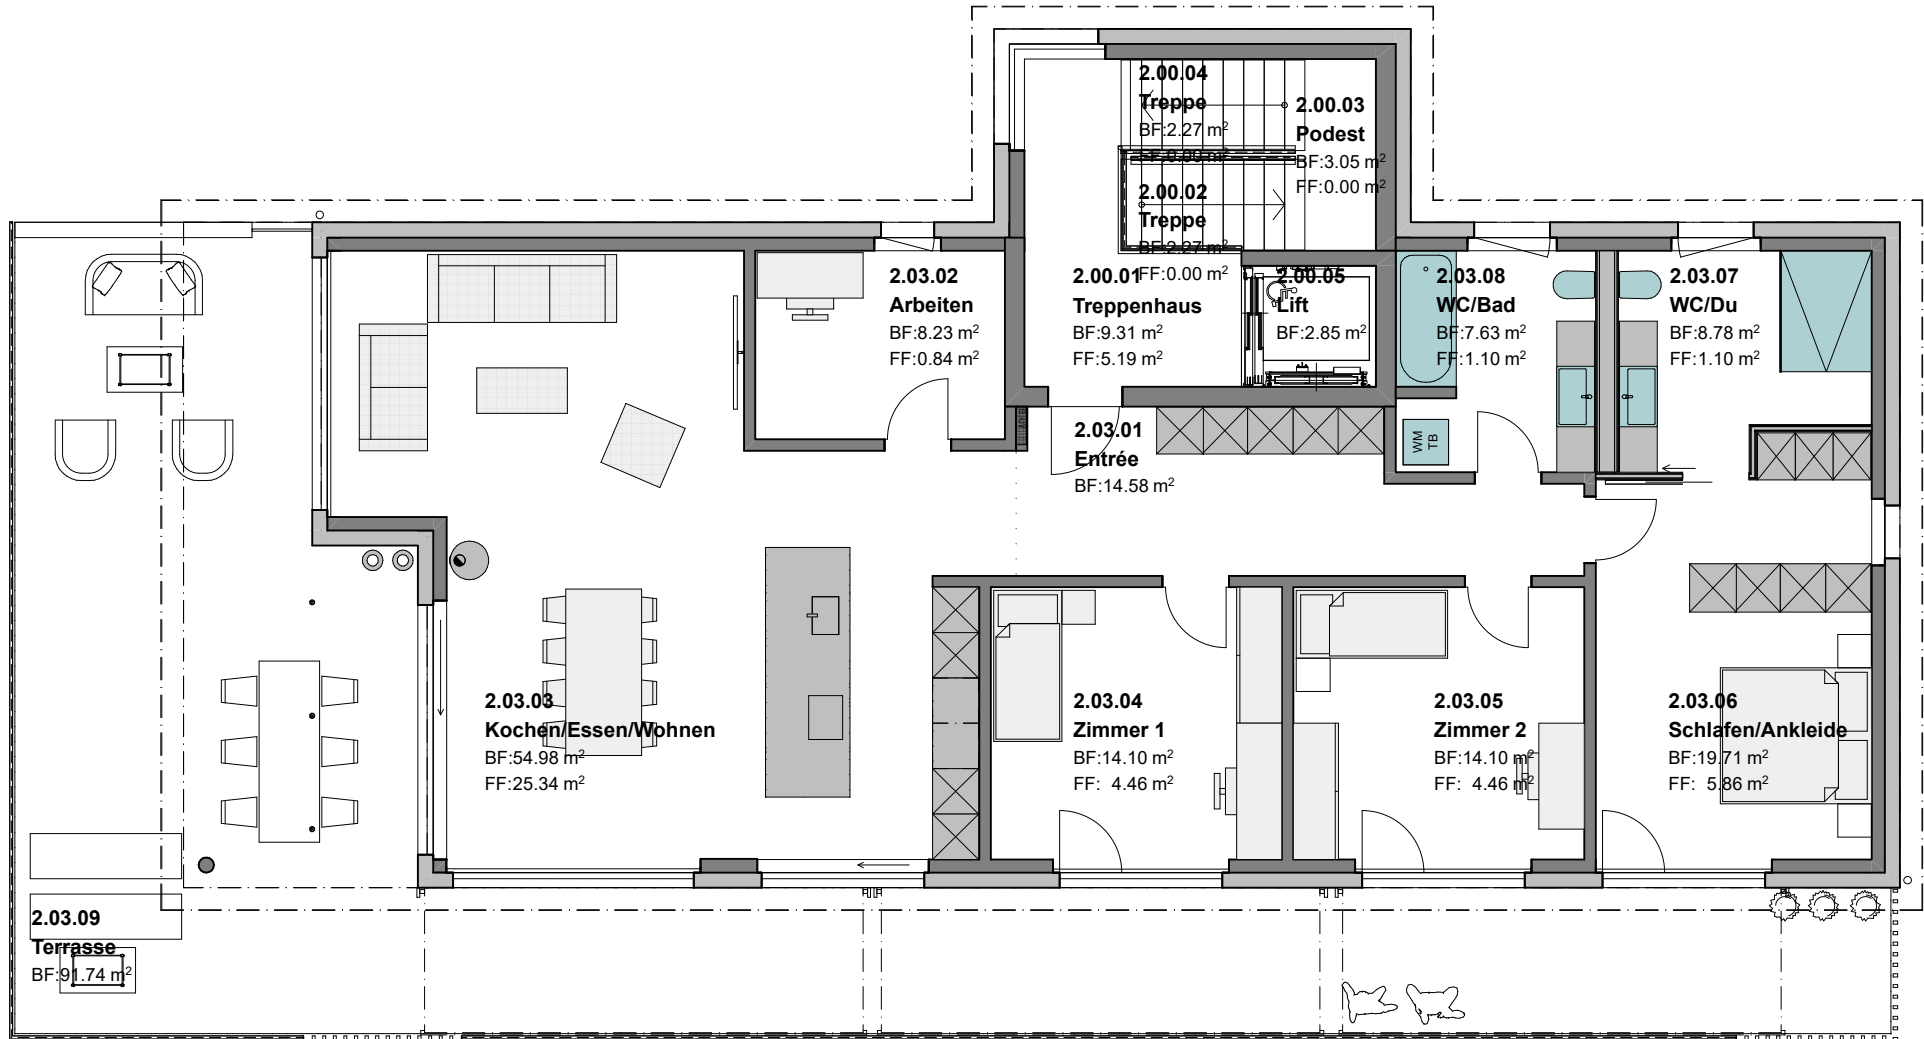 2.00.04
Treppe
BF:2.27 m²
FF:0.00 m²
2.00.03
Podest
BF:3.05 m²
FF:0.00 m²
2.00.02
Treppe
BF:2.27 m²
FF:0.00 m²
2.03.02
Arbeiten
BF:8.23 m²
FF:0.84 m²
2.00.01
Treppenhaus
BF:9.31 m²
FF:5.19 m²
2.00.05
Lift
BF:2.85 m²
2.03.08
WC/Bad
BF:7.63 m²
FF:1.10 m²
2.03.07
WC/Du
BF:8.78 m²
FF:1.10 m²
2.03.01
Entrée
BF:14.58 m²
WM
TB
2.03.03
Kochen/Essen/Wohnen
BF:54.98 m²
FF:25.34 m²
2.03.04
Zimmer 1
BF:14.10 m²
FF: 4.46 m²
2.03.05
Zimmer 2
BF:14.10 m²
FF: 4.46 m²
2.03.06
Schlafen/Ankleide
BF:19.71 m²
FF: 5.86 m²
2.03.09
Terrasse
BF:91.74 m²